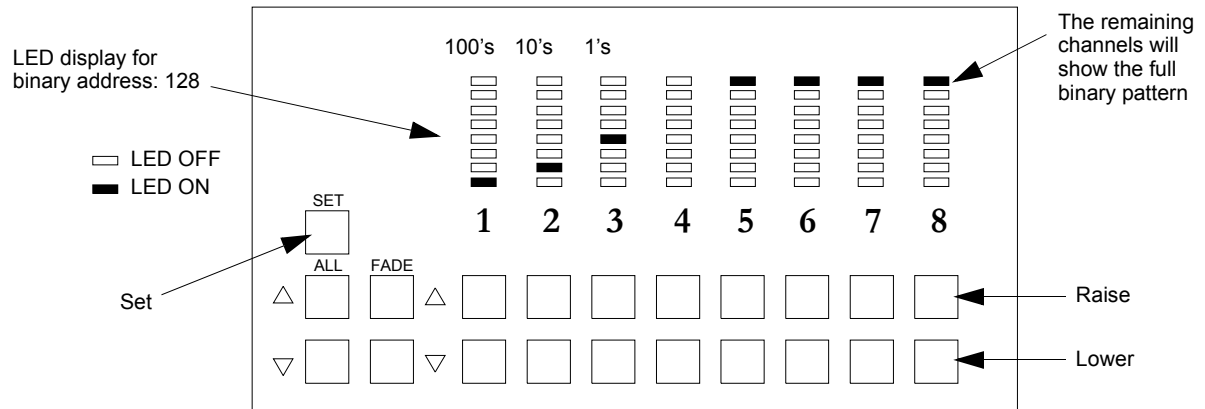 LED display for
binary address: 128
LED OFF
LED ON
100's 10's 1's
The remaining
channels will
show the full
binary pattern
1 2 3 4 5 6 7 8
SET
ALL FADE
Set
Raise
Lower